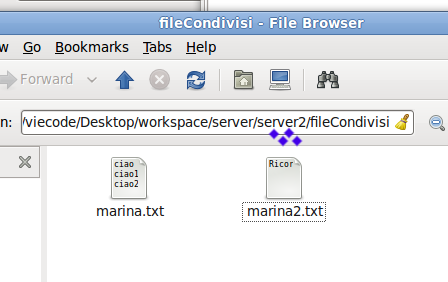 fileCondivisi - File Browser
Go Bookmarks Tabs Help
Forward
/viecode/Desktop/workspace/server/server2/fileCondivisi
ciao
ciao1
ciao2
Ricor
marina.txt marina2.txt